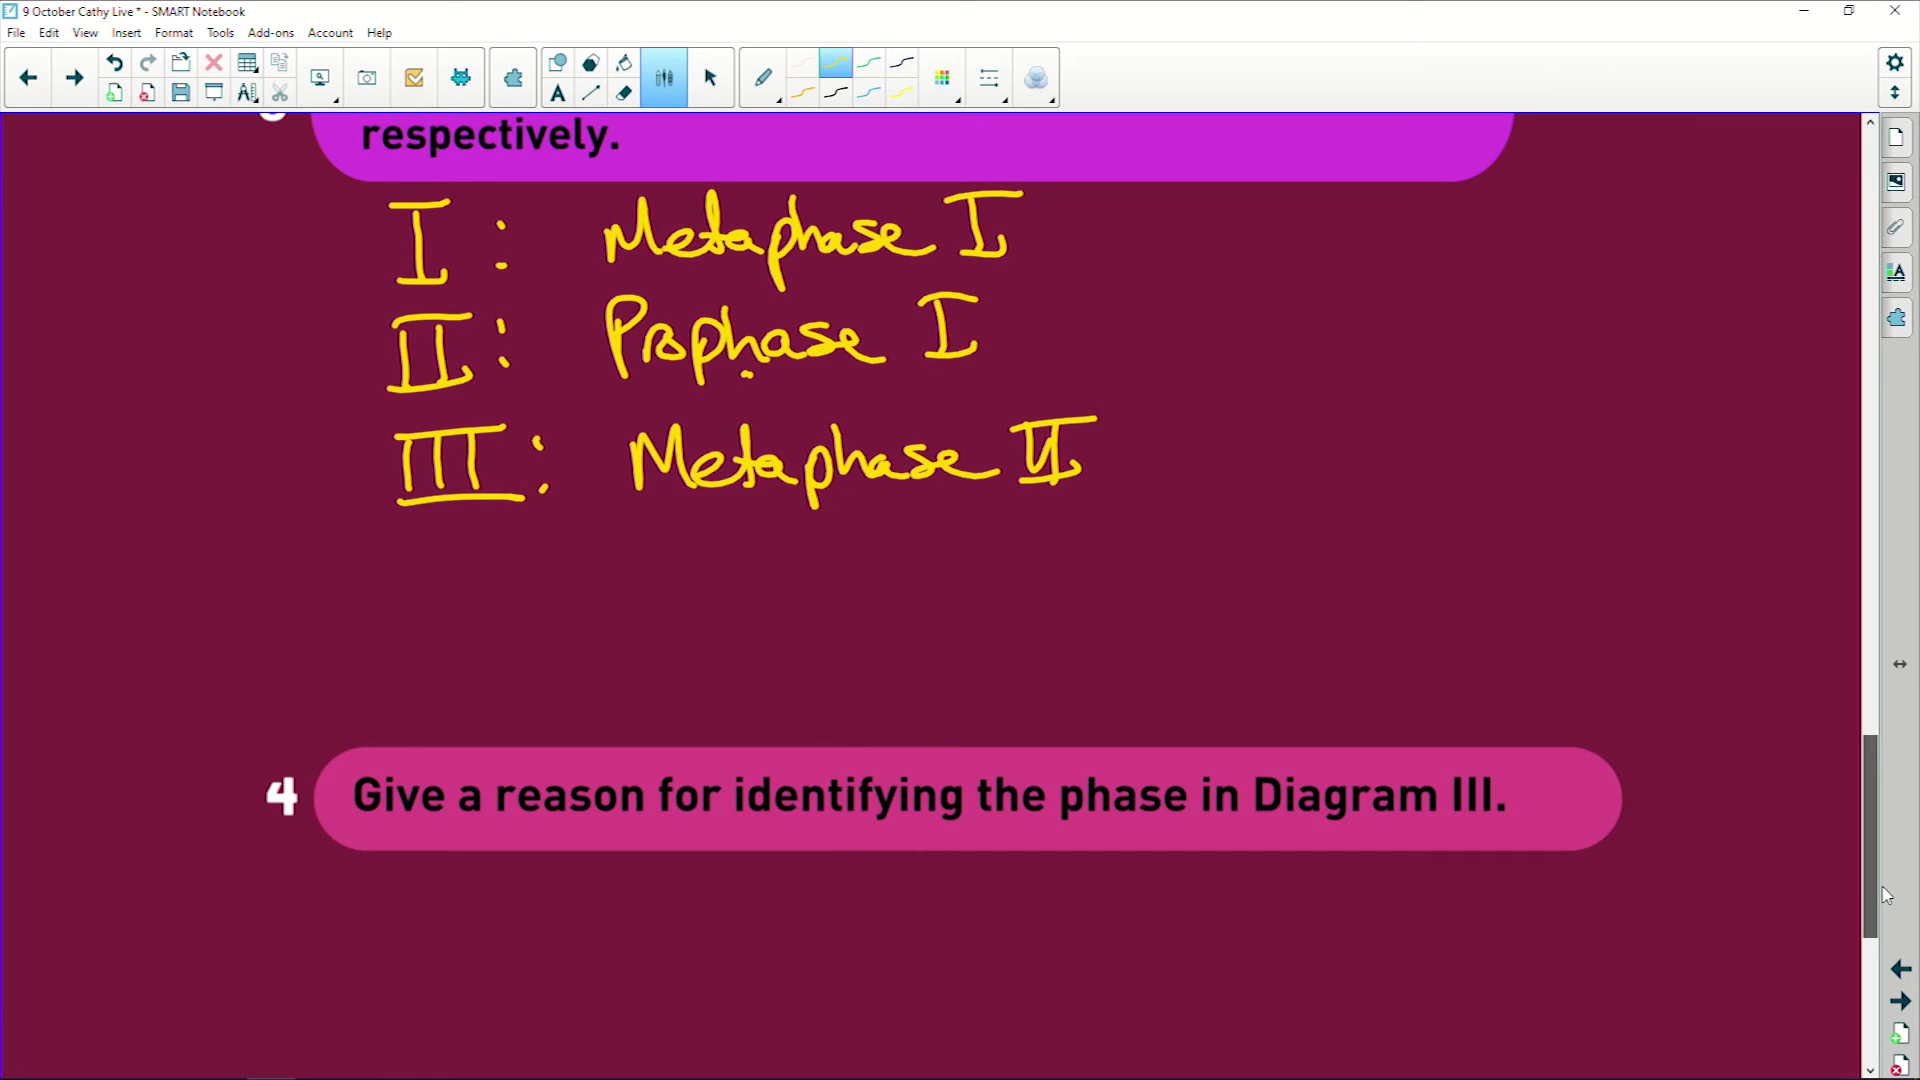 9 October Cathy Live * - SMART Notebook
File Edit View Insert Format Tools Add-ons Account Help
respectively.
I : Metaphase I
II : Prophase I
III : Metaphase II
4 Give a reason for identifying the phase in Diagram III.